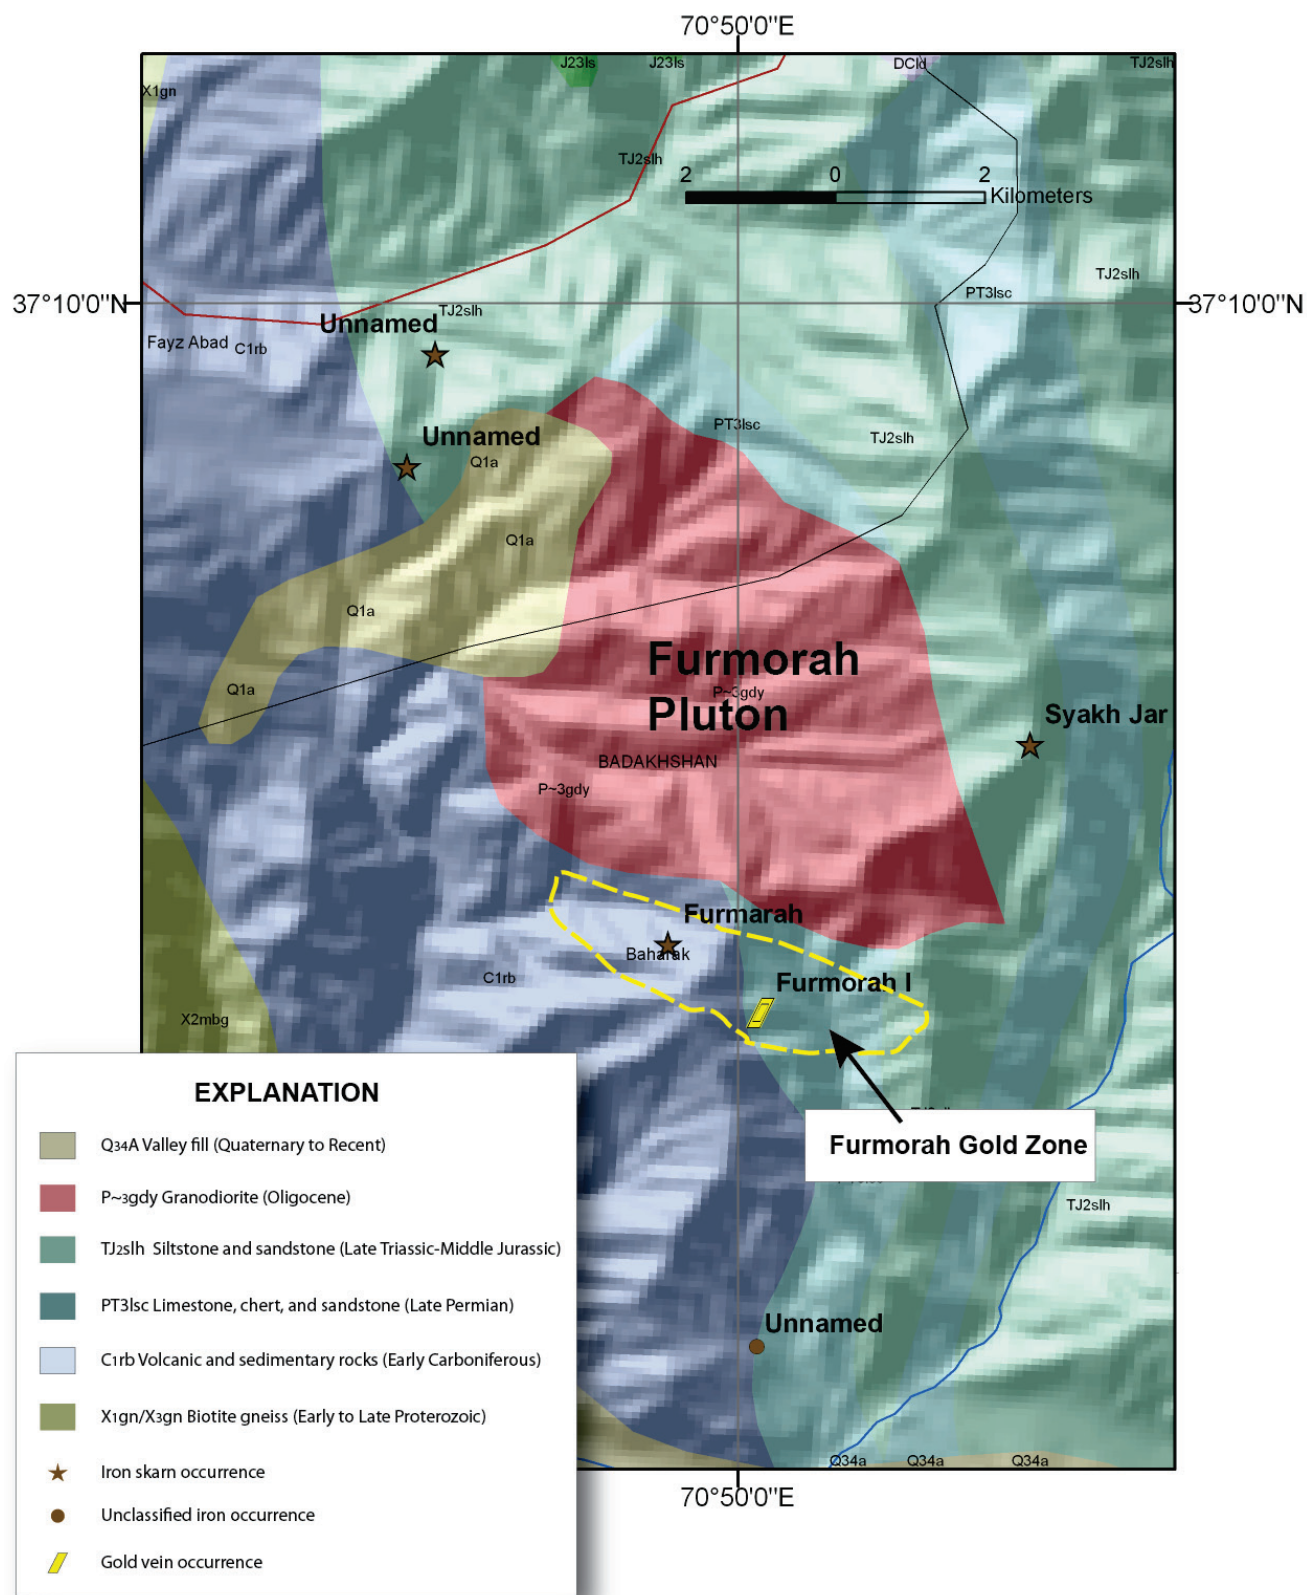 70°50'0"E
J23ls
J23ls
DCld
TJ2slh
X1gn
TJ2slh
2 0 2
Kilometers
TJ2slh
PT3lsc
37°10'0"N
37°10'0"N
TJ2slh
Unnamed
Fayz Abad
C1rb
PT3lsc
Unnamed
TJ2slh
Q1a
Q1a
Q1a
Furmorah
Pluton
Q1a
P~3gdy
Syakh Jar
BADAKHSHAN
P~3gdy
Furmarah
Baharak
C1rb
Furmorah I
X2mbg
Furmorah Gold Zone
TJ2slh
Unnamed
Q34a
Q34a
Q34a
70°50'0"E
EXPLANATION
Q34A Valley fill (Quaternary to Recent)
P~3gdy Granodiorite (Oligocene)
TJ2slh Siltstone and sandstone (Late Triassic-Middle Jurassic)
PT3lsc Limestone, chert, and sandstone (Late Permian)
C1rb Volcanic and sedimentary rocks (Early Carboniferous)
X1gn/X3gn Biotite gneiss (Early to Late Proterozoic)
Iron skarn occurrence
Unclassified iron occurrence
Gold vein occurrence